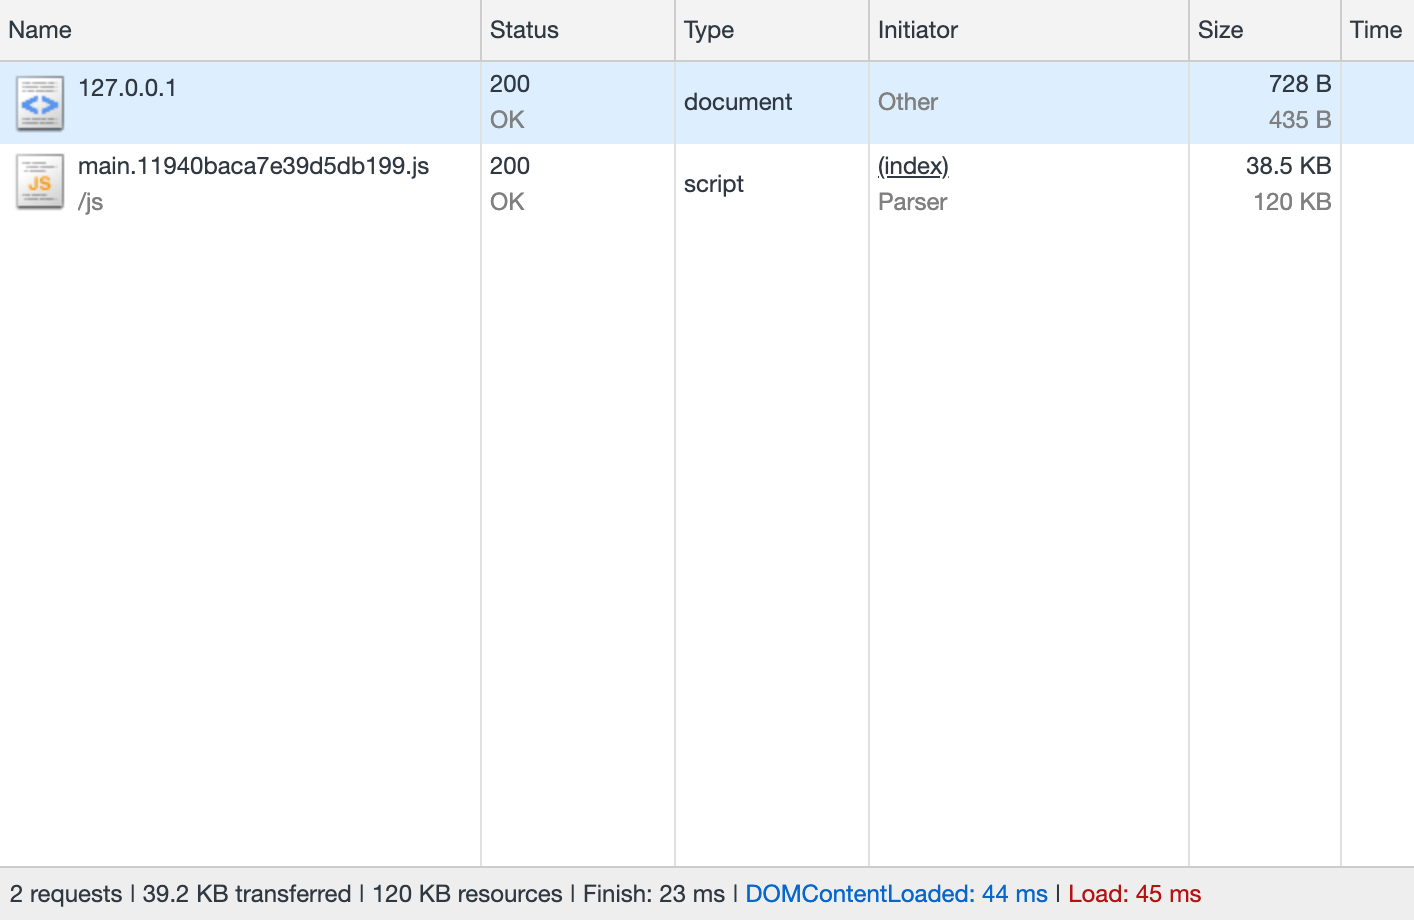 Name Status Type Initiator Size Time
127.0.0.1 200 OK document Other 728 B 435 B
main.11940baca7e39d5db199.js /js 200 OK script (index) Parser 38.5 KB 120 KB
JS
2 requests | 39.2 KB transferred | 120 KB resources | Finish: 23 ms | DOMContentLoaded: 44 ms | Load: 45 ms